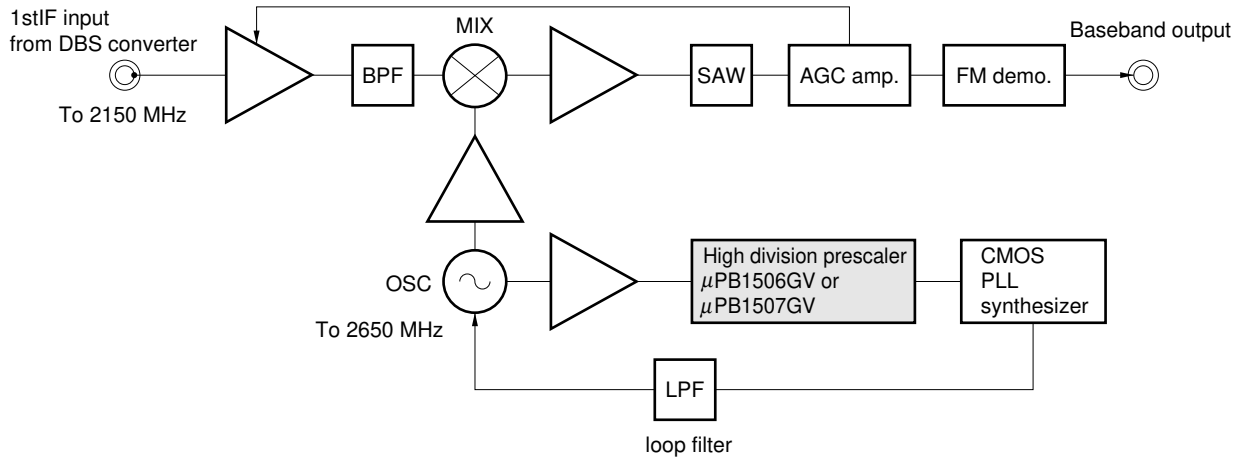 1stIF input
from DBS converter
To 2150 MHz
BPF
MIX
SAW
AGC amp.
FM demo.
Baseband output
OSC
To 2650 MHz
High division prescaler
µPB1506GV or
µPB1507GV
CMOS
PLL
synthesizer
LPF
loop filter